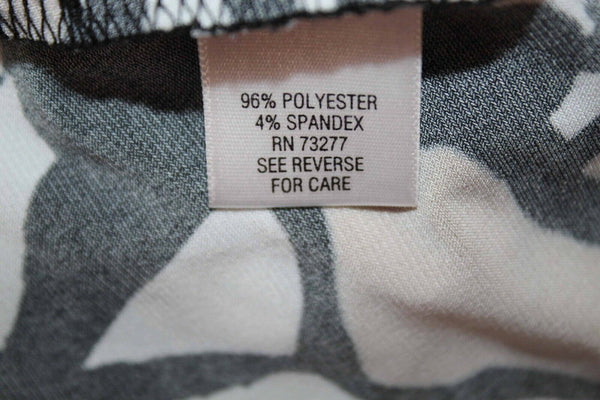 96% POLYESTER
4% SPANDEX
RN 73277
SEE REVERSE
FOR CARE